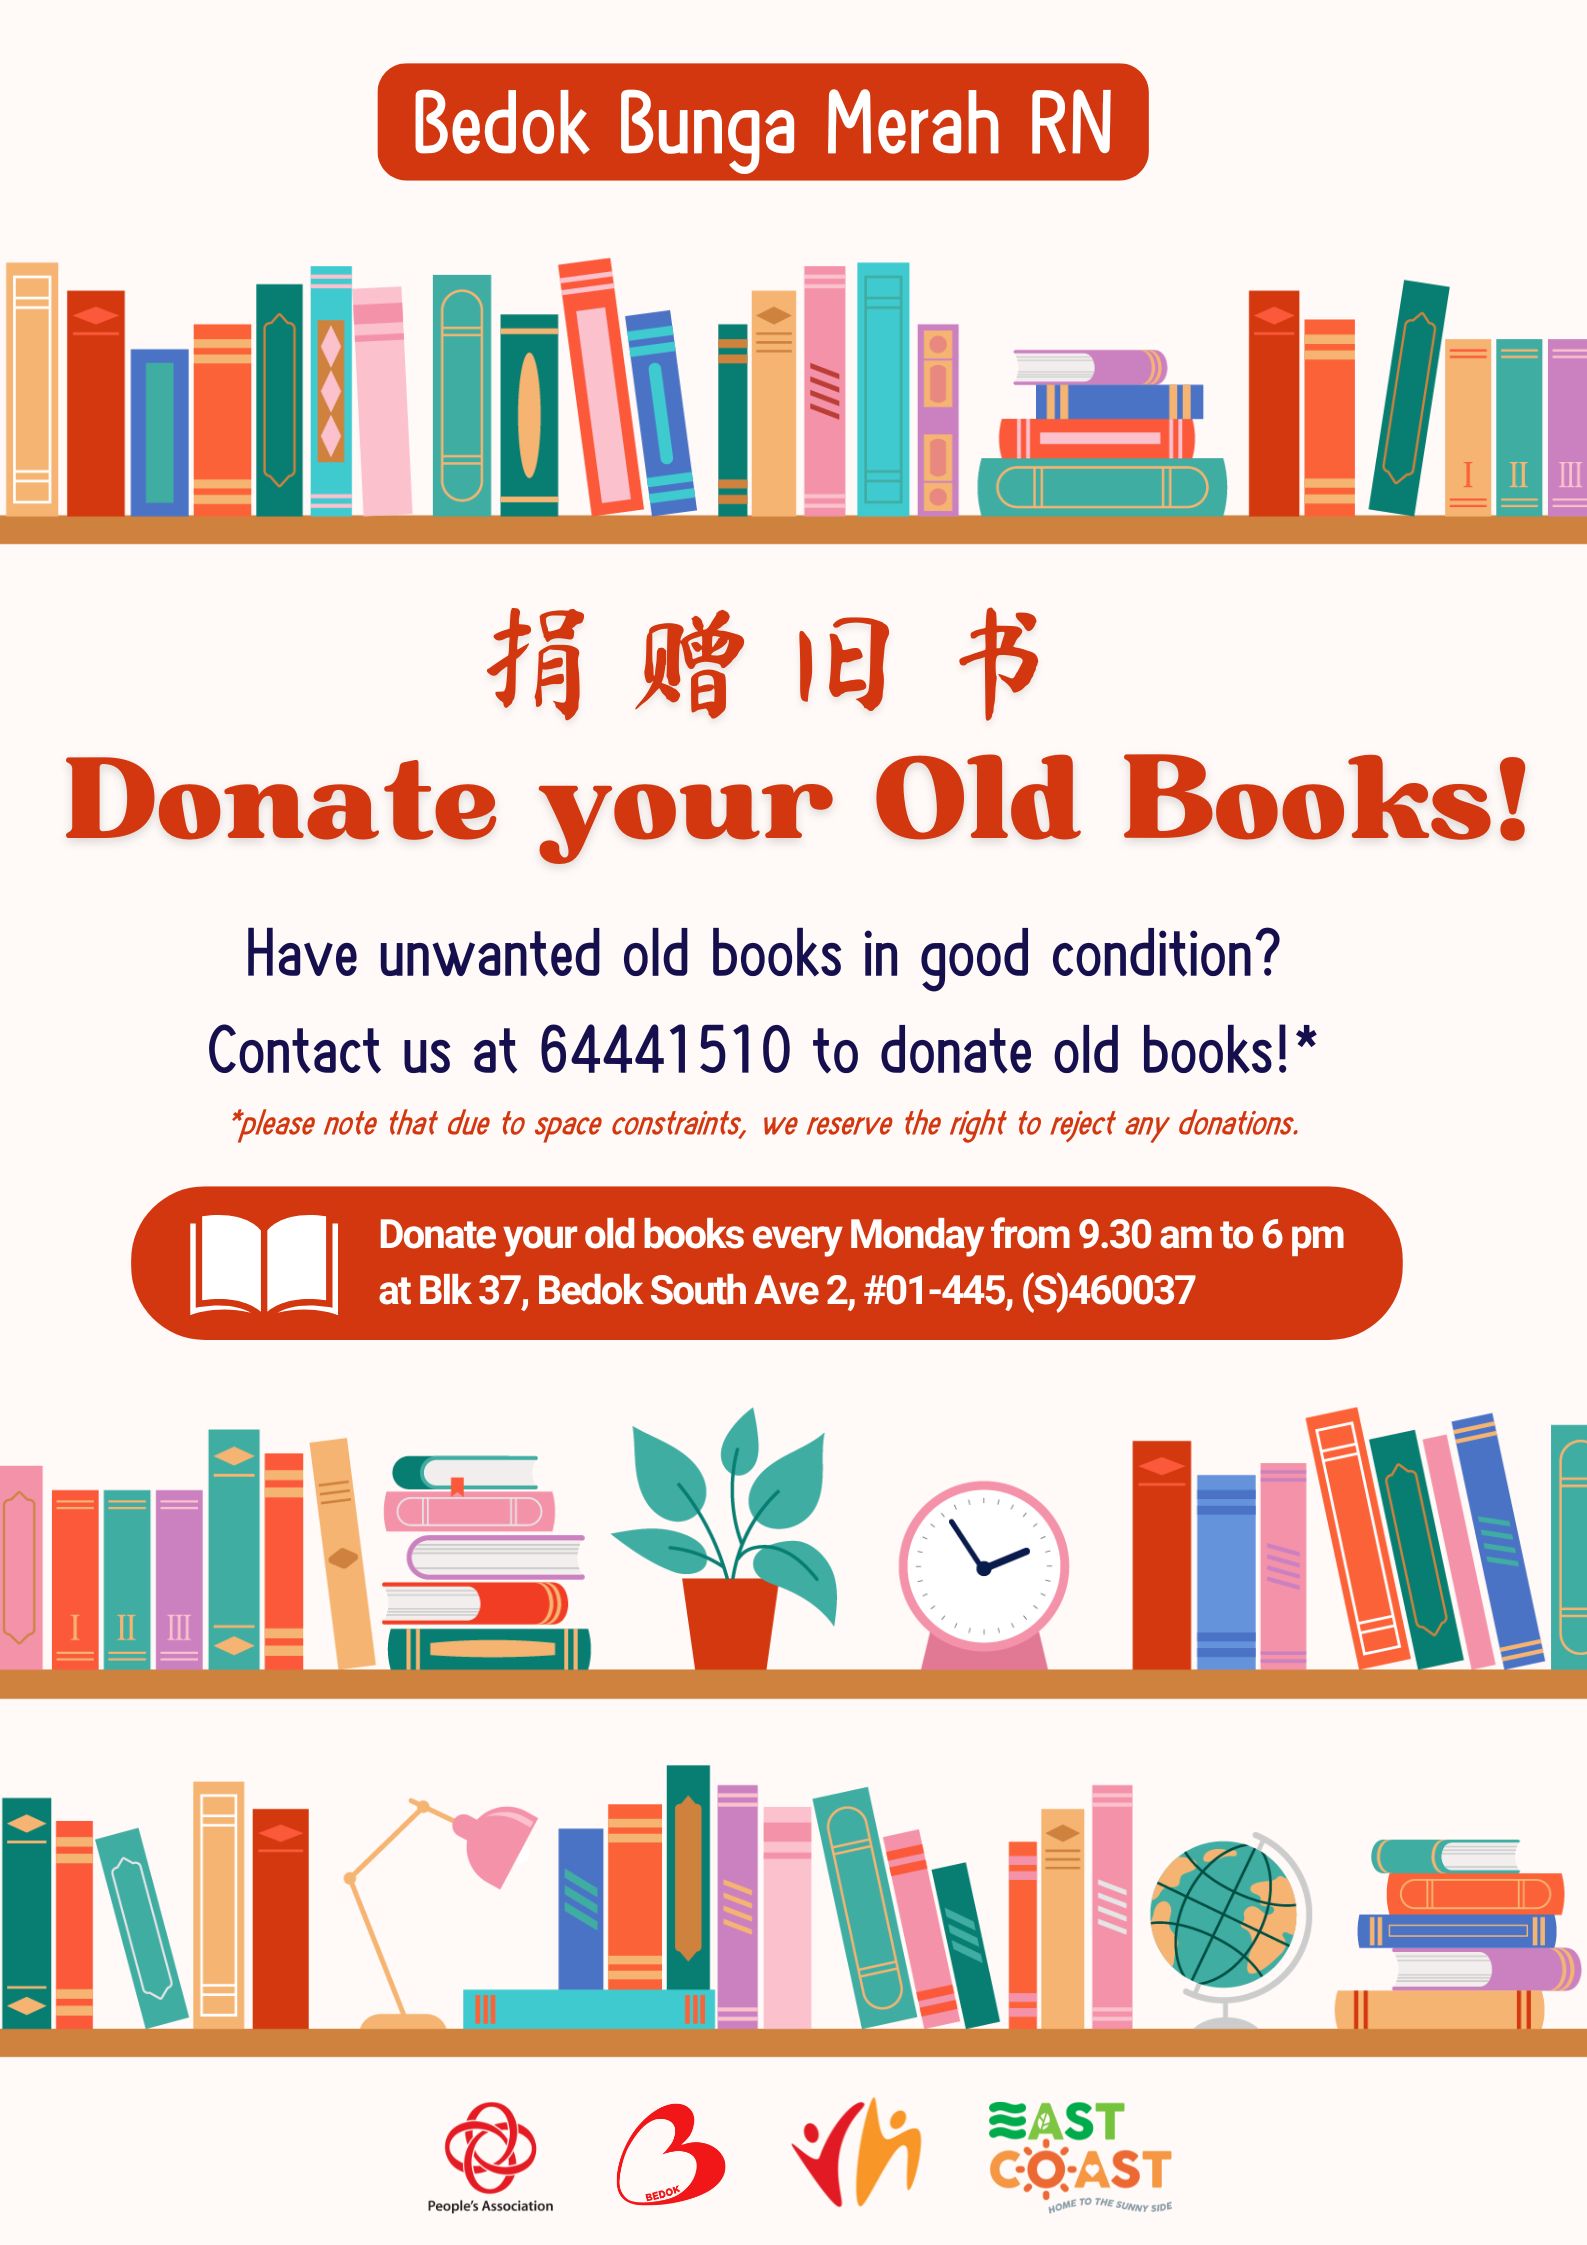 Bedok Bunga Merah RN
I
II
III
捐赠旧书
Donate your Old Books!
Have unwanted old books in good condition?
Contact us at 64441510 to donate old books!*
*please note that due to space constraints, we reserve the right to reject any donations.
Donate your old books every Monday from 9.30 am to 6 pm
at Blk 37, Bedok South Ave 2, #01-445, (S)460037
I
II
III
People's Association
BEDOK
EAST
COAST
HOME TO THE SUNNY SIDE